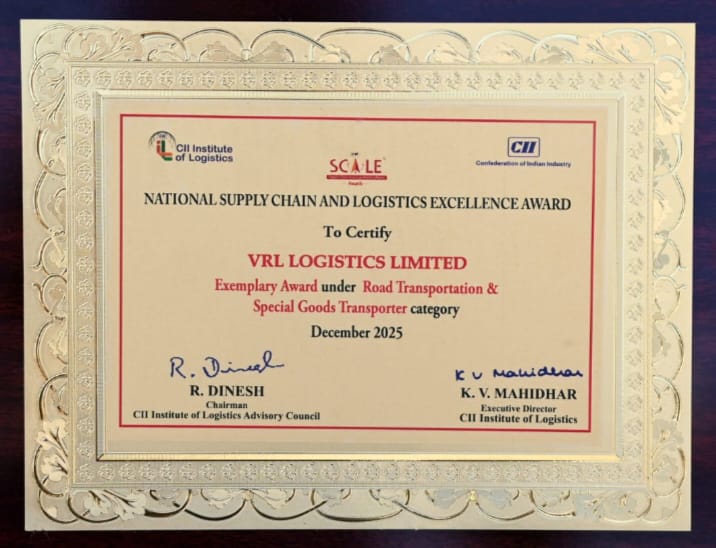 CII Institute
of Logistics
SCALE
Awards
CII
Confederation of Indian Industry
NATIONAL SUPPLY CHAIN AND LOGISTICS EXCELLENCE AWARD
To Certify
VRL LOGISTICS LIMITED
Exemplary Award under Road Transportation &
Special Goods Transporter category
December 2025
R. Dinesh
R. DINESH
Chairman
CII Institute of Logistics Advisory Council
K V Mahidhar
K. V. MAHIDHAR
Executive Director
CII Institute of Logistics